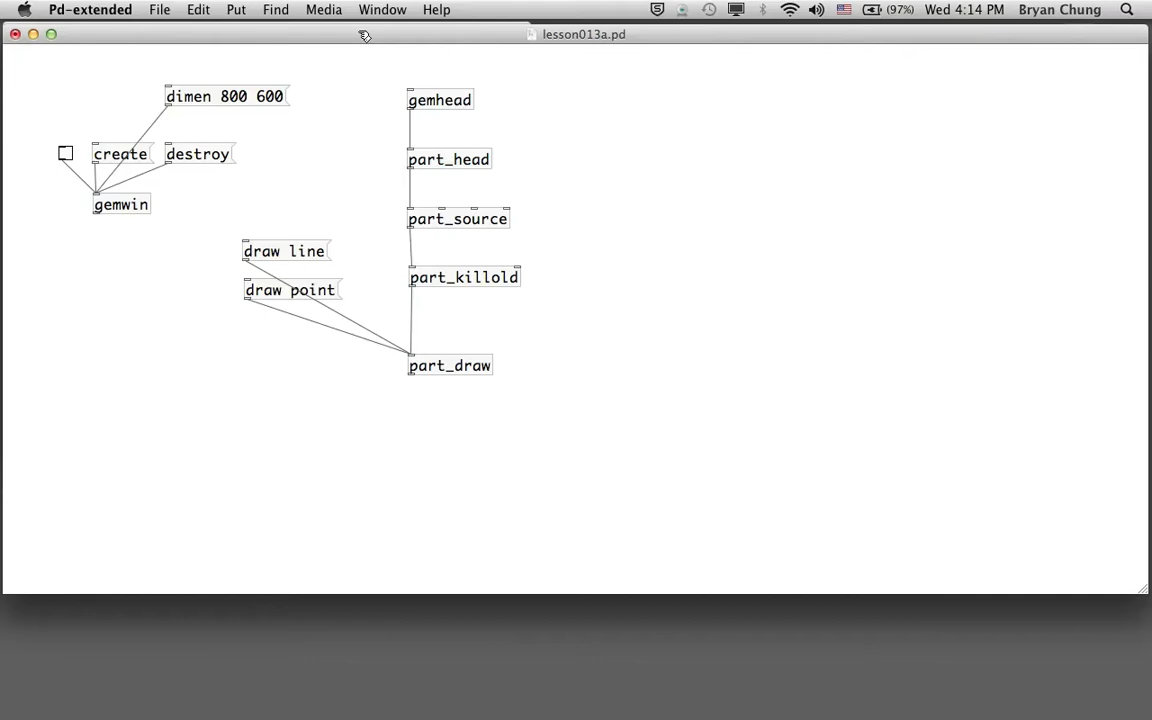 Pd-extended File Edit Put Find Media Window Help (97%) Wed 4:14 PM Bryan Chung
lesson013a.pd
dimen 800 600
create
destroy
gemwin
draw line
draw point
gemhead
part_head
part_source
part_killold
part_draw